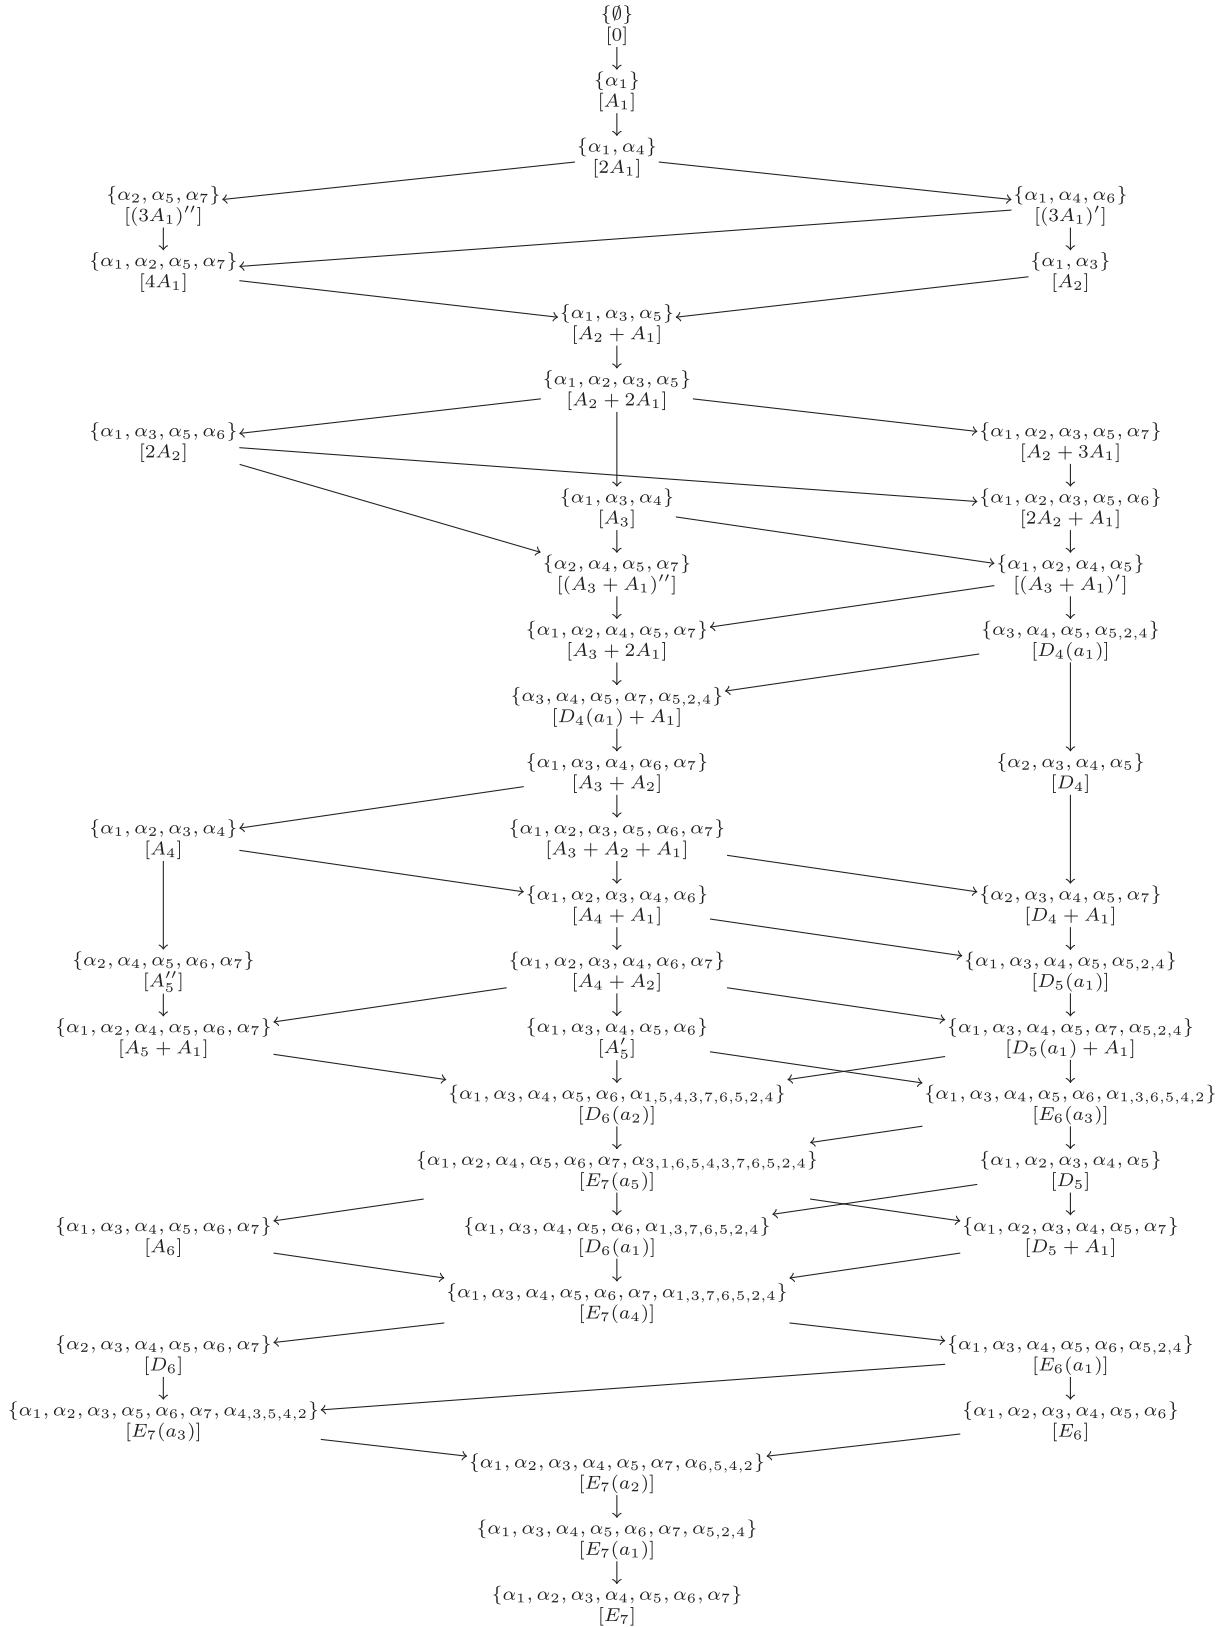 {∅}
[0]
{α₁}
[A₁]
{α₁, α₄}
[2A₁]
{α₂, α₅, α₇}
[(3A₁)″]
{α₁, α₄, α₆}
[(3A₁)′]
{α₁, α₂, α₅, α₇}
[4A₁]
{α₁, α₃}
[A₂]
{α₁, α₃, α₅}
[A₂ + A₁]
{α₁, α₂, α₃, α₅}
[A₂ + 2A₁]
{α₁, α₃, α₅, α₆}
[2A₂]
{α₁, α₂, α₃, α₅, α₇}
[A₂ + 3A₁]
{α₁, α₃, α₄}
[A₃]
{α₁, α₂, α₃, α₅, α₆}
[2A₂ + A₁]
{α₂, α₄, α₅, α₇}
[(A₃ + A₁)″]
{α₁, α₂, α₄, α₅}
[(A₃ + A₁)′]
{α₁, α₂, α₄, α₅, α₇}
[A₃ + 2A₁]
{α₃, α₄, α₅, α₅,₂,₄}
[D₄(a₁)]
{α₃, α₄, α₅, α₇, α₅,₂,₄}
[D₄(a₁) + A₁]
{α₁, α₃, α₄, α₆, α₇}
[A₃ + A₂]
{α₂, α₃, α₄, α₅}
[D₄]
{α₁, α₂, α₃, α₄}
[A₄]
{α₁, α₂, α₃, α₅, α₆, α₇}
[A₃ + A₂ + A₁]
{α₁, α₂, α₃, α₄, α₆}
[A₄ + A₁]
{α₂, α₃, α₄, α₅, α₇}
[D₄ + A₁]
{α₂, α₄, α₅, α₆, α₇}
[A₅″]
{α₁, α₂, α₃, α₄, α₆, α₇}
[A₄ + A₂]
{α₁, α₃, α₄, α₅, α₅,₂,₄}
[D₅(a₁)]
{α₁, α₂, α₄, α₅, α₆, α₇}
[A₅ + A₁]
{α₁, α₃, α₄, α₅, α₆}
[A₅′]
{α₁, α₃, α₄, α₅, α₇, α₅,₂,₄}
[D₅(a₁) + A₁]
{α₁, α₃, α₄, α₅, α₆, α₁,₅,₄,₃,₇,₆,₅,₂,₄}
[D₆(a₂)]
{α₁, α₃, α₄, α₅, α₆, α₁,₃,₆,₅,₄,₂}
[E₆(a₃)]
{α₁, α₂, α₄, α₅, α₆, α₇, α₃,₁,₆,₅,₄,₃,₇,₆,₅,₂,₄}
[E₇(a₅)]
{α₁, α₂, α₃, α₄, α₅}
[D₅]
{α₁, α₃, α₄, α₅, α₆, α₇}
[A₆]
{α₁, α₃, α₄, α₅, α₆, α₁,₃,₇,₆,₅,₂,₄}
[D₆(a₁)]
{α₁, α₂, α₃, α₄, α₅, α₇}
[D₅ + A₁]
{α₁, α₃, α₄, α₅, α₆, α₇, α₁,₃,₇,₆,₅,₂,₄}
[E₇(a₄)]
{α₂, α₃, α₄, α₅, α₆, α₇}
[D₆]
{α₁, α₃, α₄, α₅, α₆, α₅,₂,₄}
[E₆(a₁)]
{α₁, α₂, α₃, α₅, α₆, α₇, α₄,₃,₅,₄,₂}
[E₇(a₃)]
{α₁, α₂, α₃, α₄, α₅, α₆}
[E₆]
{α₁, α₂, α₃, α₄, α₅, α₇, α₆,₅,₄,₂}
[E₇(a₂)]
{α₁, α₃, α₄, α₅, α₆, α₇, α₅,₂,₄}
[E₇(a₁)]
{α₁, α₂, α₃, α₄, α₅, α₆, α₇}
[E₇]